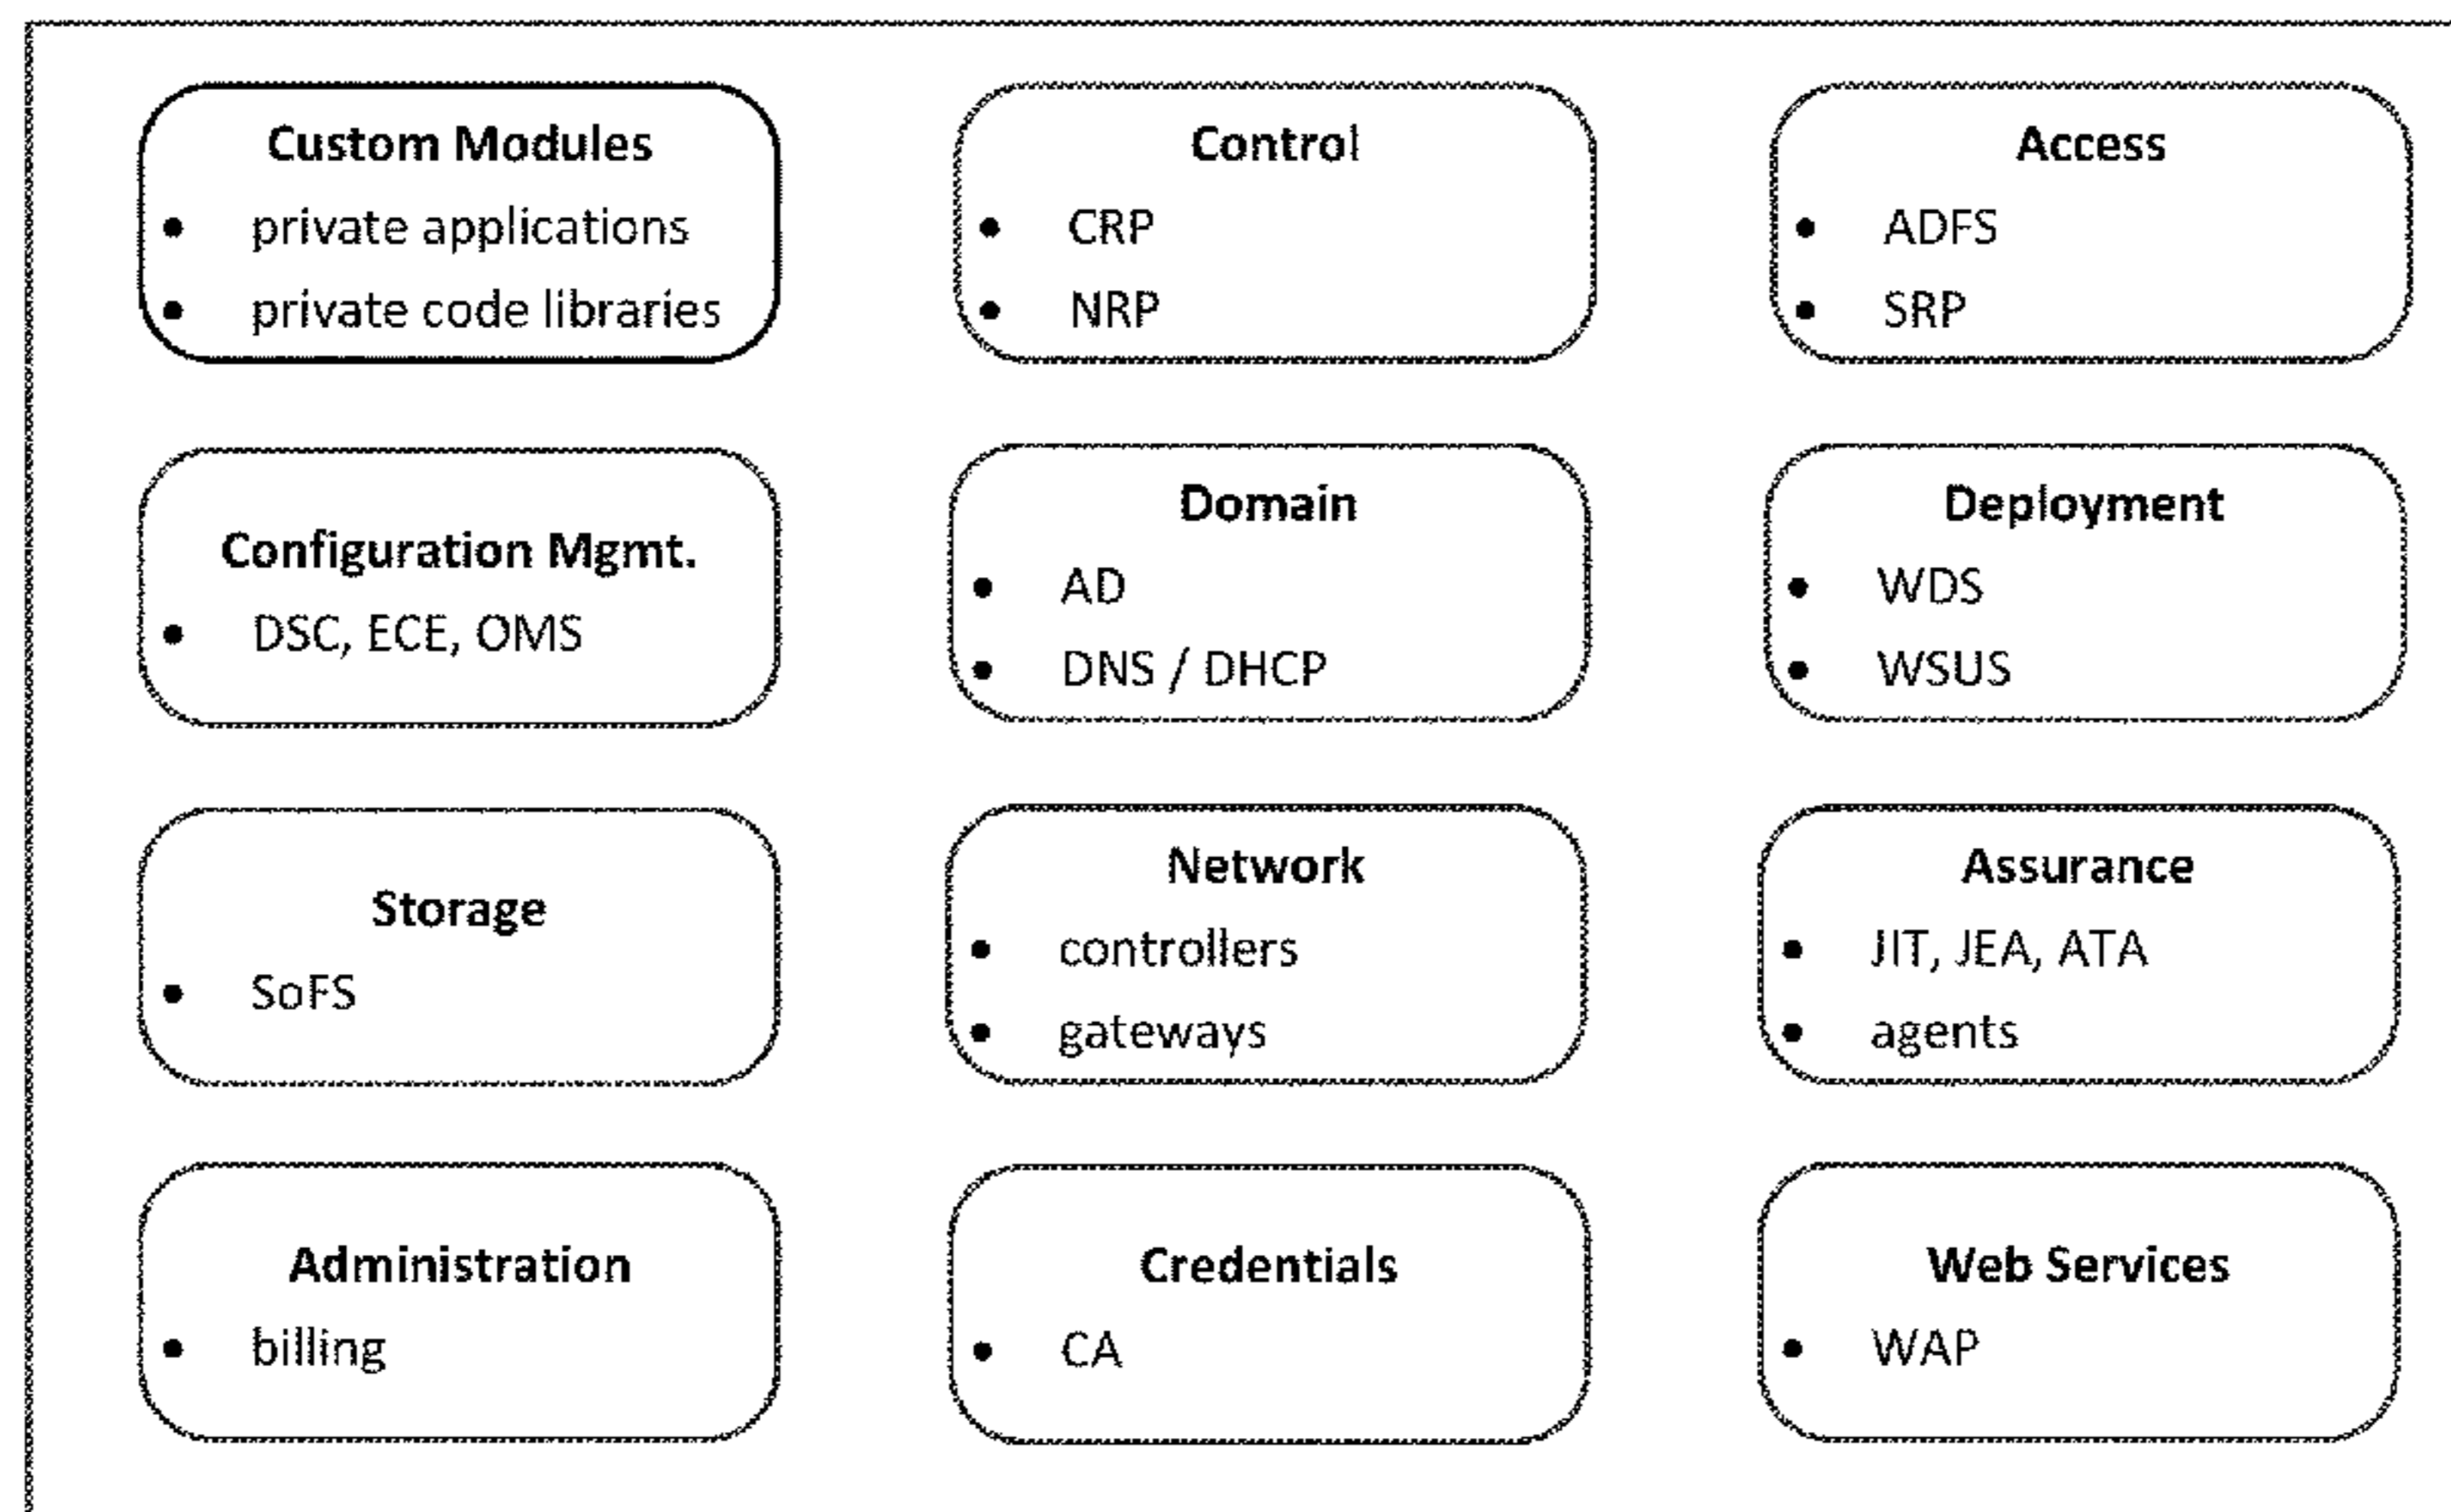 Custom Modules
• private applications
• private code libraries
Control
• CRP
• NRP
Access
• ADFS
• SRP
Configuration Mgmt.
• DSC, ECE, OMS
Domain
• AD
• DNS / DHCP
Deployment
• WDS
• WSUS
Storage
• SoFS
Network
• controllers
• gateways
Assurance
• JIT, JEA, ATA
• agents
Administration
• billing
Credentials
• CA
Web Services
• WAP